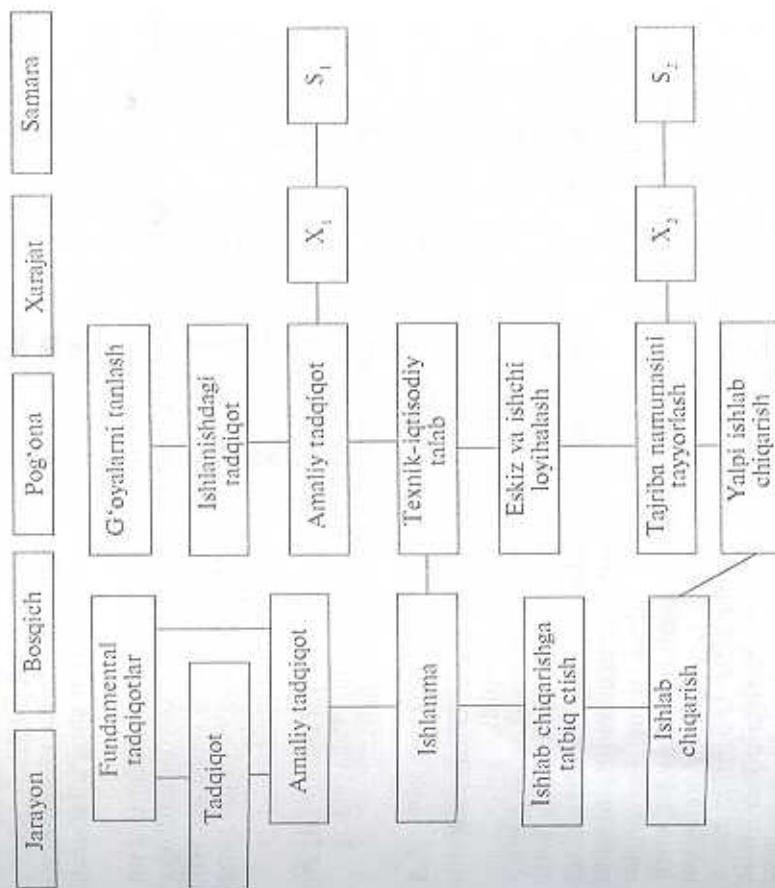 Jarayon
Bosqich
Pog‘ona
Xarajat
Samara
Fundamental
tadqiqotlar
G‘oyalarni tanlash
Tadqiqot
Ishlanishdagi
tadqiqot
Amaliy tadqiqot
Amaliy tadqiqot
X₁
S₁
Ishlanma
Texnik-iqtisodiy
talab
Ishlab chiqarishga
tatbiq etish
Eskiz va ishchi
loyihalash
Ishlab
chiqarish
Tajriba namunasini
tayyorlash
X₂
S₂
Yalpi ishlab
chiqarish